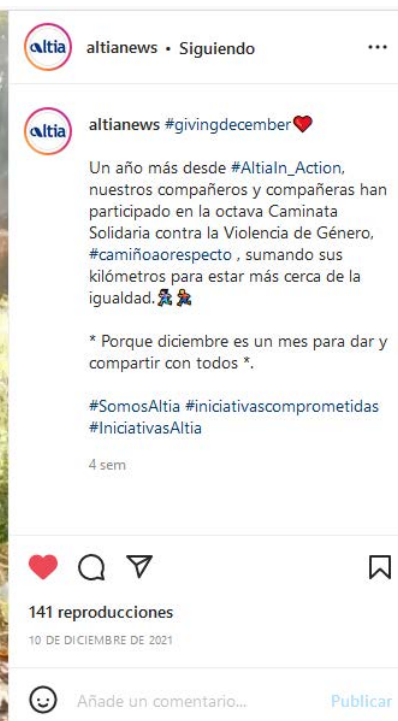 altia altianews • Siguiendo
altia altianews #givingdecember❤️
Un año más desde #AltiaIn_Action,
nuestros compañeros y compañeras han
participado en la octava Caminata
Solidaria contra la Violencia de Género,
#camiñoaorespecto , sumando sus
kilómetros para estar más cerca de la
igualdad.🏃‍♀️🏃
* Porque diciembre es un mes para dar y
compartir con todos *.
#SomosAltia #iniciativascomprometidas
#IniciativasAltia
4 sem
141 reproducciones
10 DE DICIEMBRE DE 2021
Añade un comentario... Publicar